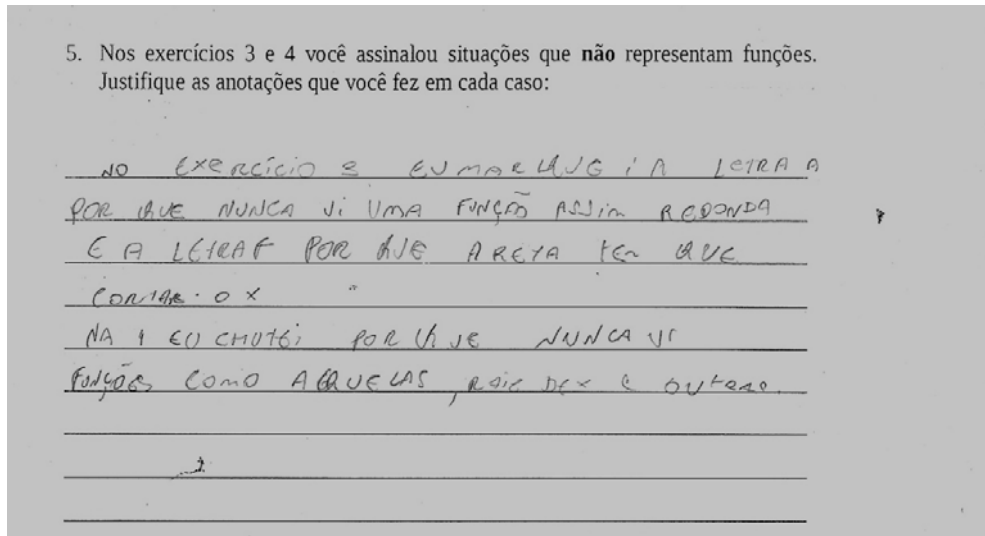 5. Nos exercícios 3 e 4 você assinalou situações que não representam funções.
Justifique as anotações que você fez em cada caso:
NO EXERCÍCIO 3 EU MARQUEI A LETRA A
POR QUE NUNCA VI UMA FUNÇÃO ASSIM REDONDA
E A LETRA F POR QUE A RETA TEM QUE
CORTAR O X
NA 4 EU CHUTEI POR QUE NUNCA VI
FUNÇÕES COMO AQUELAS, RAIZ DE X E